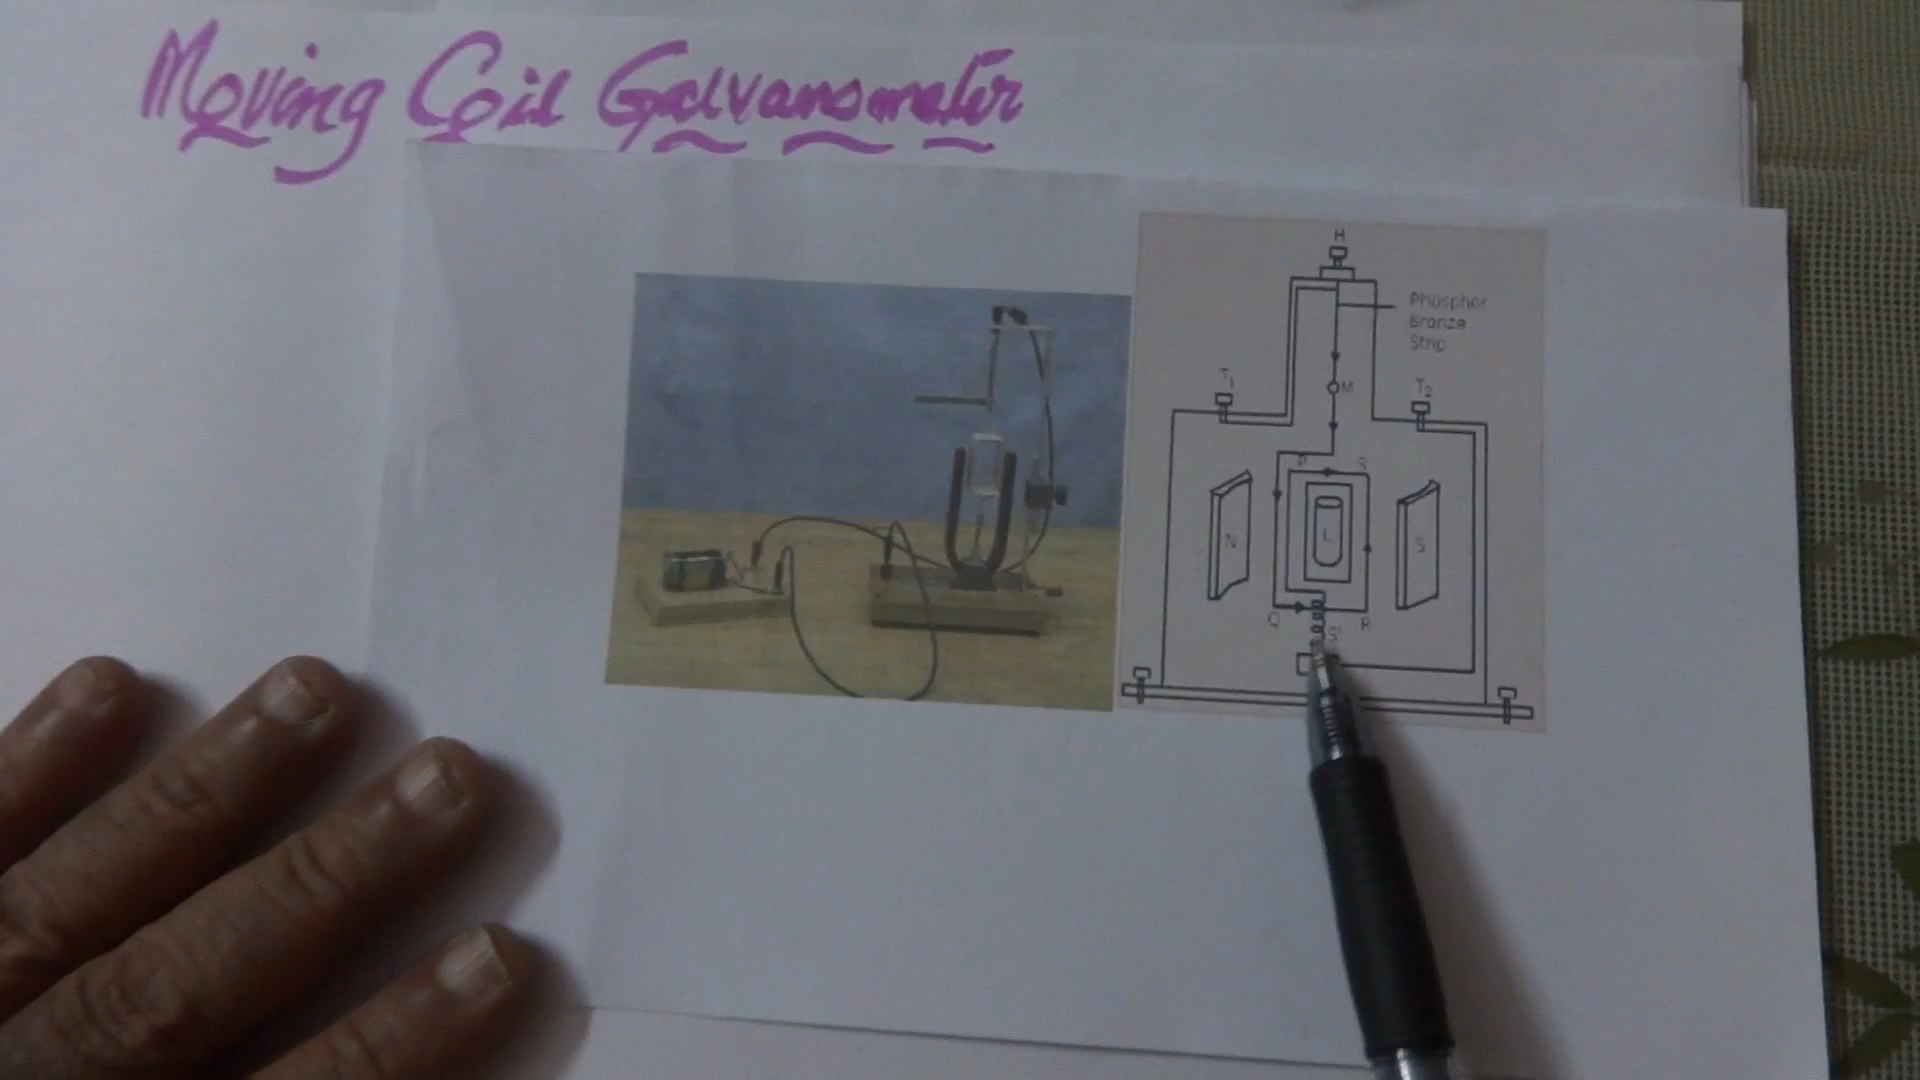 Moving Coil Galvanometer
H
Phosphor
Bronze
Strip
T1
M
T2
P S
N L S
Q R
S'